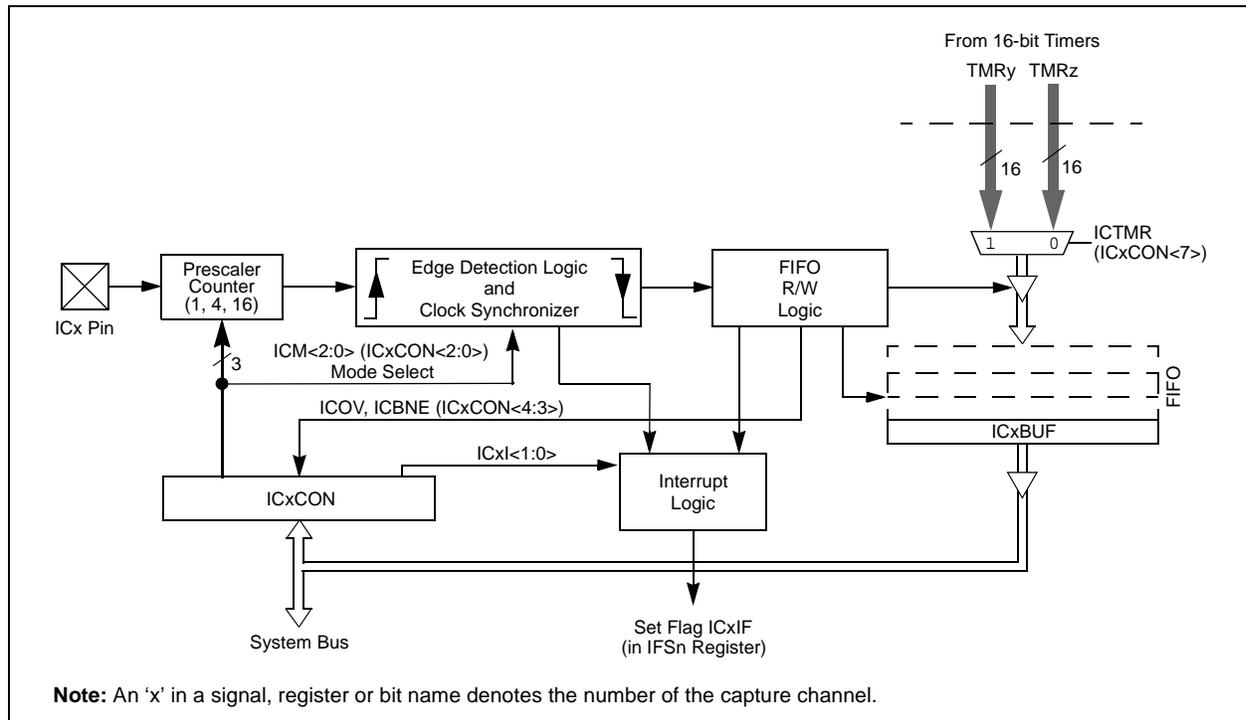 From 16-bit Timers
TMRy TMRz
16 16
1 0
ICTMR
(ICxCON<7>)
Prescaler
Counter
(1, 4, 16)
Edge Detection Logic
and
Clock Synchronizer
FIFO
R/W
Logic
ICx Pin
3
ICM<2:0> (ICxCON<2:0>)
Mode Select
FIFO
ICOV, ICBNE (ICxCON<4:3>)
ICxBUF
ICxI<1:0>
ICxCON
Interrupt
Logic
System Bus
Set Flag ICxIF
(in IFSn Register)
Note: An ‘x’ in a signal, register or bit name denotes the number of the capture channel.